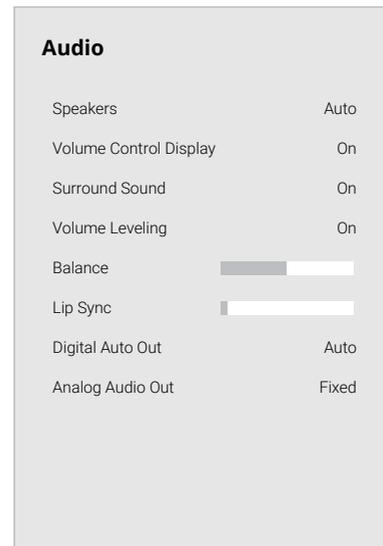 Audio
Speakers Auto
Volume Control Display On
Surround Sound On
Volume Leveling On
Balance
Lip Sync
Digital Auto Out Auto
Analog Audio Out Fixed